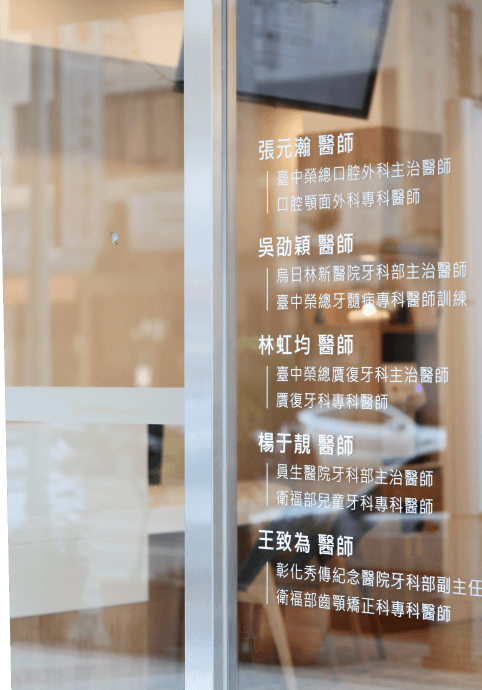 張元瀚 醫師
臺中榮總口腔外科主治醫師
口腔顎面外科專科醫師
吳劭穎 醫師
烏日林新醫院牙科部主治醫師
臺中榮總牙髓病專科醫師訓練
林虹均 醫師
臺中榮總贋復牙科主治醫師
贋復牙科專科醫師
楊于靚 醫師
員生醫院牙科部主治醫師
衛福部兒童牙科專科醫師
王致為 醫師
彰化秀傳紀念醫院牙科部副主任
衛福部齒顎矯正科專科醫師